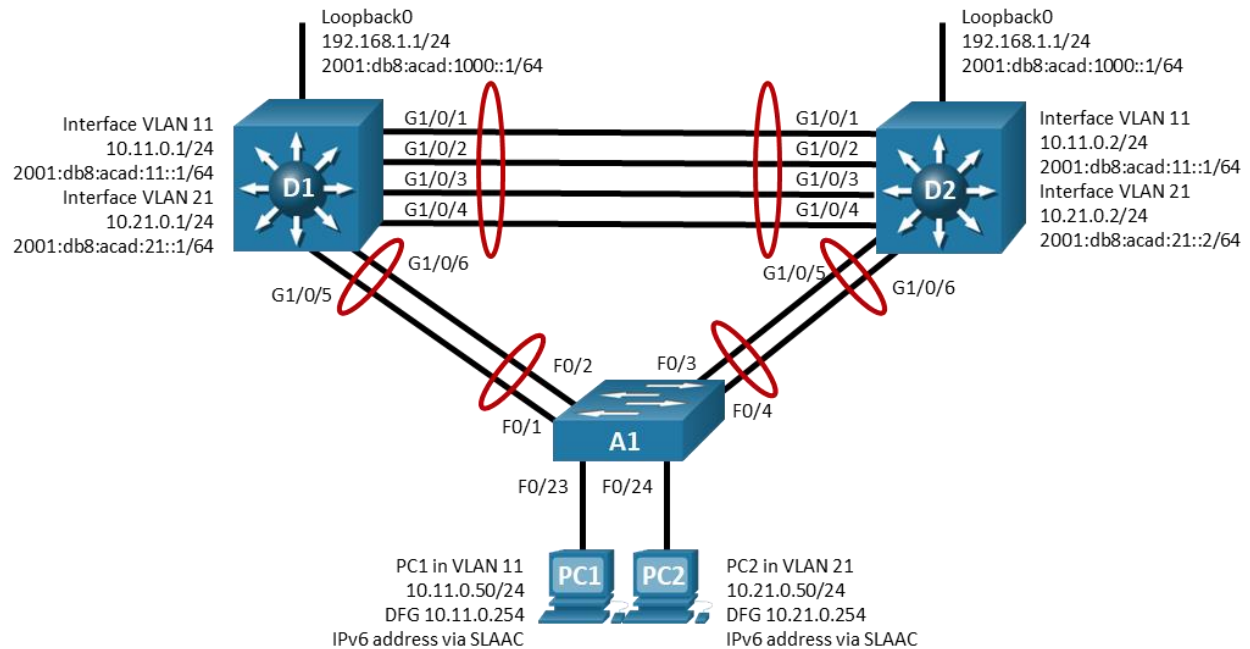 Loopback0
192.168.1.1/24
2001:db8:acad:1000::1/64
Loopback0
192.168.1.1/24
2001:db8:acad:1000::1/64
Interface VLAN 11
10.11.0.1/24
2001:db8:acad:11::1/64
Interface VLAN 21
10.21.0.1/24
2001:db8:acad:21::1/64
D1
G1/0/1
G1/0/2
G1/0/3
G1/0/4
G1/0/1
G1/0/2
G1/0/3
G1/0/4
D2
Interface VLAN 11
10.11.0.2/24
2001:db8:acad:11::1/64
Interface VLAN 21
10.21.0.2/24
2001:db8:acad:21::2/64
G1/0/6
G1/0/5
G1/0/5
G1/0/6
F0/2
F0/1
F0/3
F0/4
A1
F0/23
F0/24
PC1
PC2
PC1 in VLAN 11
10.11.0.50/24
DFG 10.11.0.254
IPv6 address via SLAAC
PC2 in VLAN 21
10.21.0.50/24
DFG 10.21.0.254
IPv6 address via SLAAC